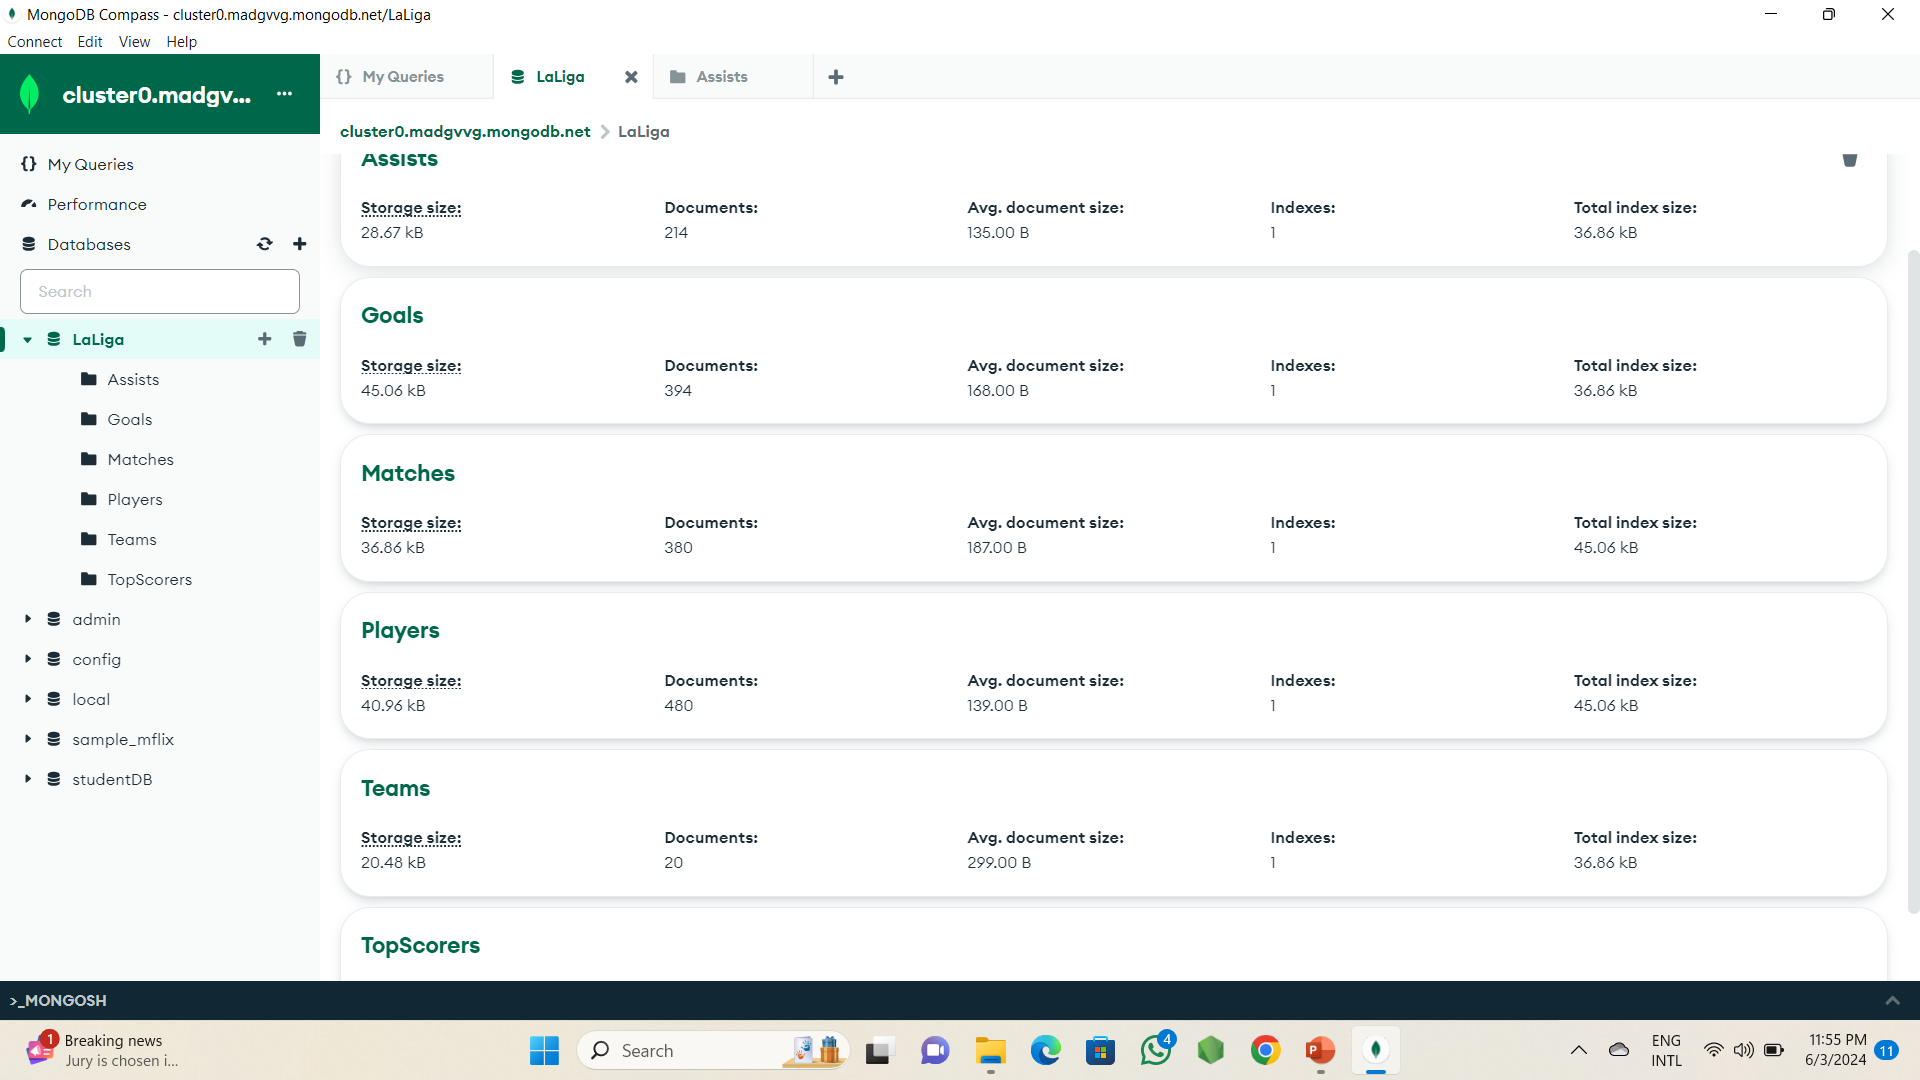 MongoDB Compass - cluster0.madgvvg.mongodb.net/LaLiga
Connect Edit View Help
cluster0.madgv... ...
{} My Queries LaLiga Assists
cluster0.madgvvg.mongodb.net > LaLiga
{} My Queries
Performance
Databases
Search
LaLiga
Assists
Goals
Matches
Players
Teams
TopScorers
admin
config
local
sample_mflix
studentDB
Assists
Storage size: Documents: Avg. document size: Indexes: Total index size:
28.67 kB 214 135.00 B 1 36.86 kB
Goals
Storage size: Documents: Avg. document size: Indexes: Total index size:
45.06 kB 394 168.00 B 1 36.86 kB
Matches
Storage size: Documents: Avg. document size: Indexes: Total index size:
36.86 kB 380 187.00 B 1 45.06 kB
Players
Storage size: Documents: Avg. document size: Indexes: Total index size:
40.96 kB 480 139.00 B 1 45.06 kB
Teams
Storage size: Documents: Avg. document size: Indexes: Total index size:
20.48 kB 20 299.00 B 1 36.86 kB
TopScorers
>_MONGOSH
1
Breaking news
Jury is chosen i...
Search
4
P
ENG
INTL
11:55 PM
6/3/2024
11